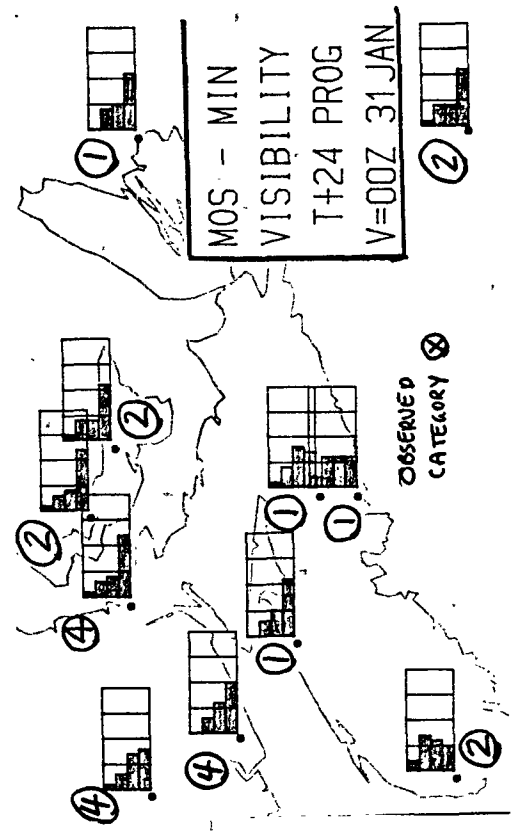 MOS - MIN
VISIBILITY
T+24 PROG
V=00Z 31 JAN
1
2
2
2
4
1
1
1
4
4
2
OBSERVED
CATEGORY X